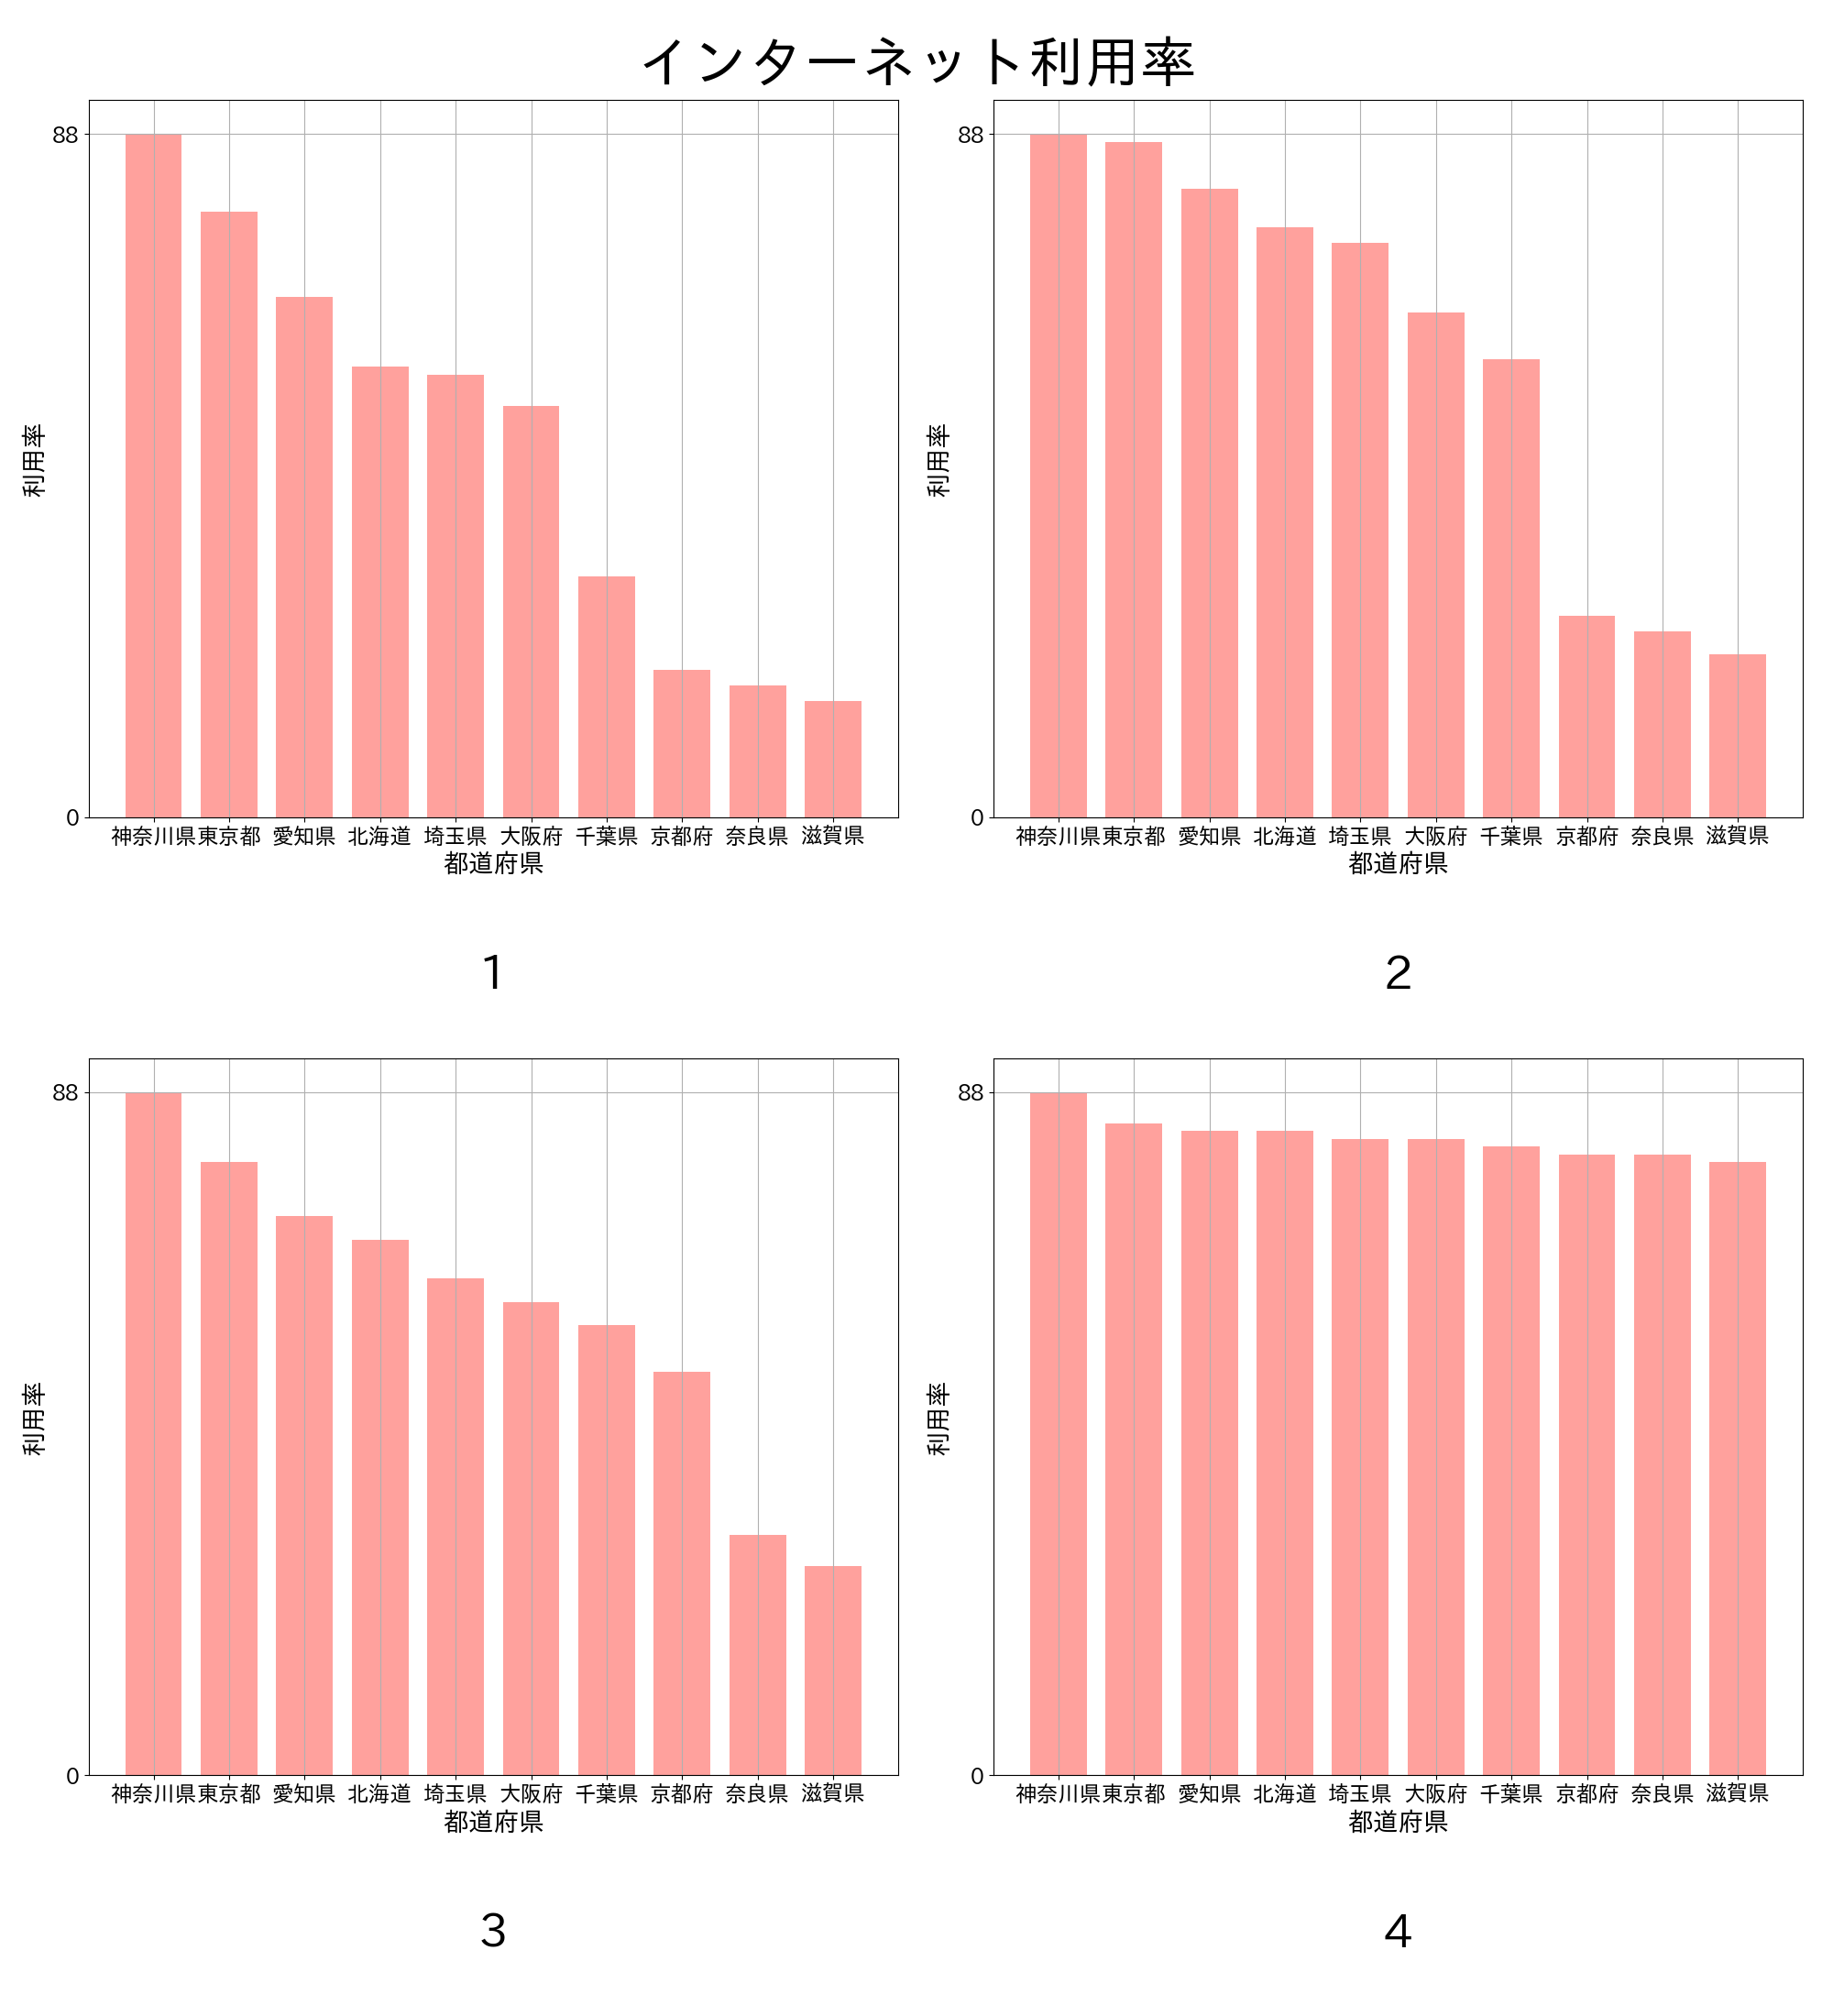 インターネット利用率
88
0
利用率
神奈川県 東京都 愛知県 北海道 埼玉県 大阪府 千葉県 京都府 奈良県 滋賀県
都道府県
1
88
0
利用率
神奈川県 東京都 愛知県 北海道 埼玉県 大阪府 千葉県 京都府 奈良県 滋賀県
都道府県
2
88
0
利用率
神奈川県 東京都 愛知県 北海道 埼玉県 大阪府 千葉県 京都府 奈良県 滋賀県
都道府県
3
88
0
利用率
神奈川県 東京都 愛知県 北海道 埼玉県 大阪府 千葉県 京都府 奈良県 滋賀県
都道府県
4